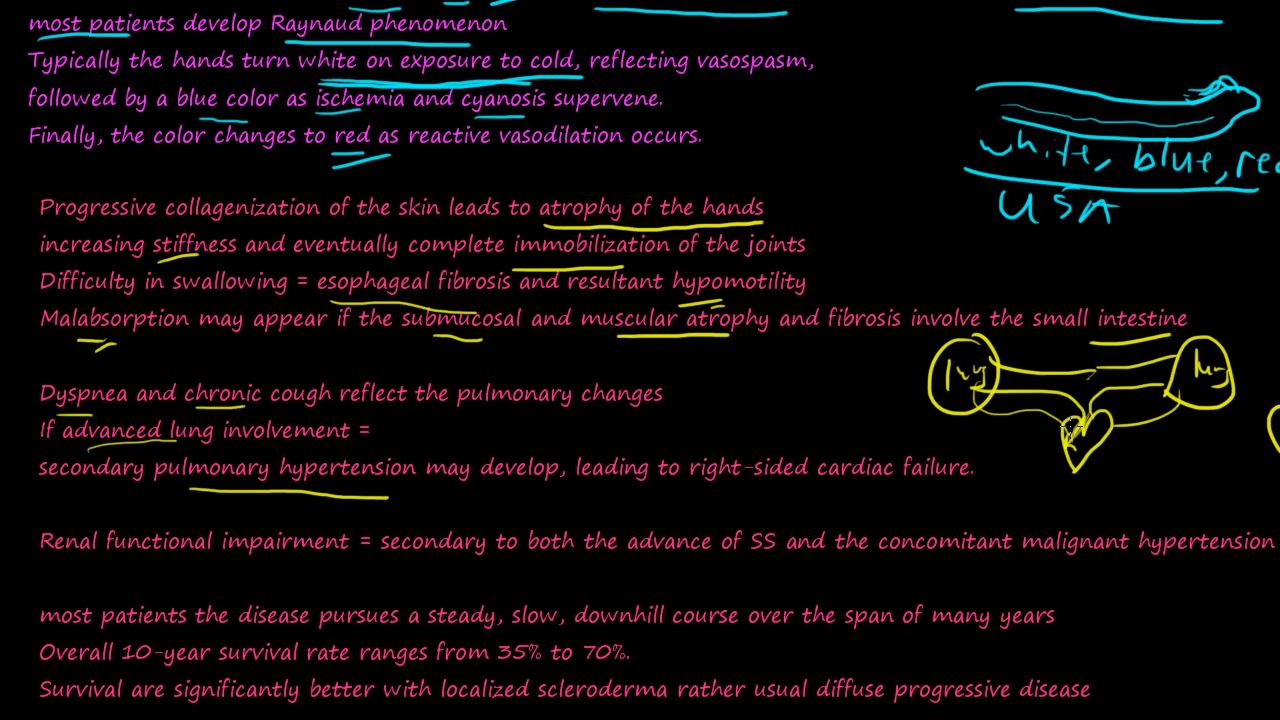 most patients develop Raynaud phenomenon
Typically the hands turn white on exposure to cold, reflecting vasospasm,
followed by a blue color as ischemia and cyanosis supervene.
Finally, the color changes to red as reactive vasodilation occurs.
white, blue, red
USA
Progressive collagenization of the skin leads to atrophy of the hands
increasing stiffness and eventually complete immobilization of the joints
Difficulty in swallowing = esophageal fibrosis and resultant hypomotility
Malabsorption may appear if the submucosal and muscular atrophy and fibrosis involve the small intestine
lung
lung
Dyspnea and chronic cough reflect the pulmonary changes
If advanced lung involvement =
secondary pulmonary hypertension may develop, leading to right-sided cardiac failure.
Renal functional impairment = secondary to both the advance of SS and the concomitant malignant hypertension
most patients the disease pursues a steady, slow, downhill course over the span of many years
Overall 10-year survival rate ranges from 35% to 70%.
Survival are significantly better with localized scleroderma rather usual diffuse progressive disease